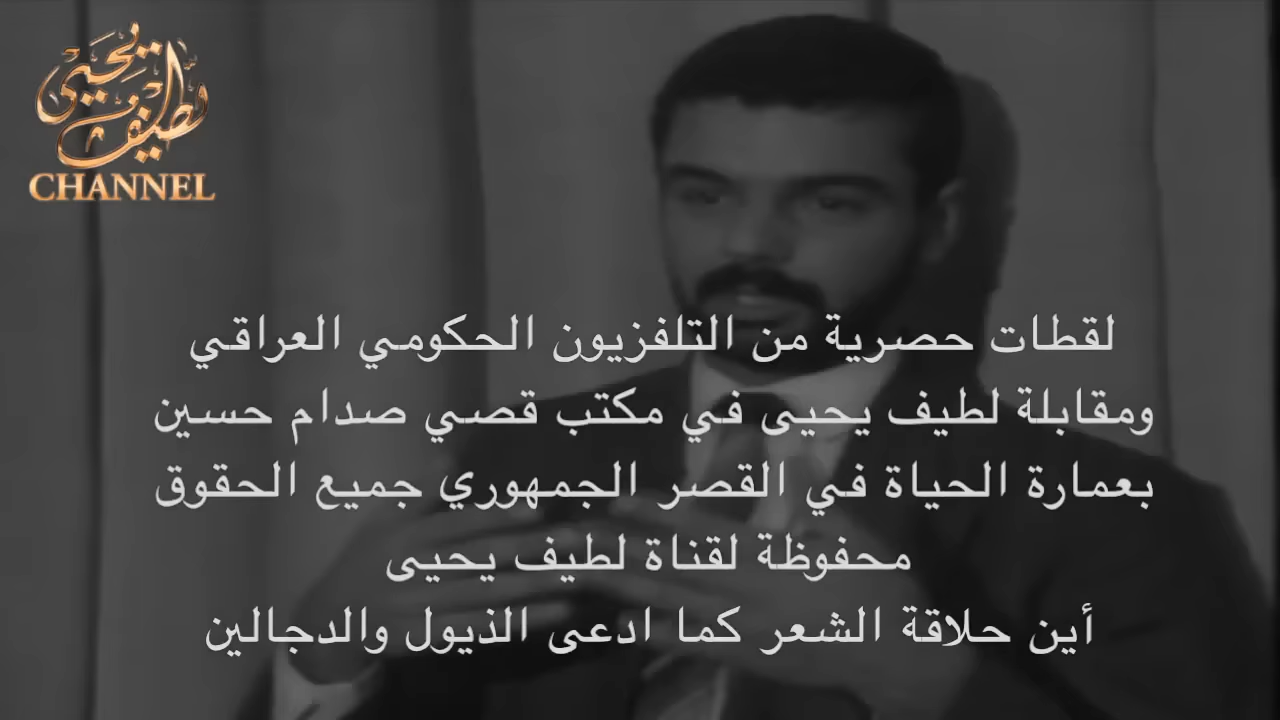 لطيف يحيى
CHANNEL
لقطات حصرية من التلفزيون الحكومي العراقي
ومقابلة لطيف يحيى في مكتب قصي صدام حسين
بعمارة الحياة في القصر الجمهوري جميع الحقوق
محفوظة لقناة لطيف يحيى
أين حلاقة الشعر كما ادعى الذيول والدجالين